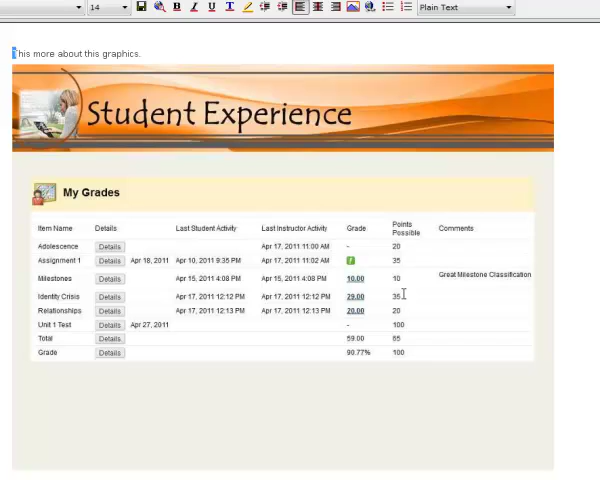 14 B I U T Plain Text
This more about this graphics.
Student Experience
My Grades
Item Name Details Last Student Activity Last Instructor Activity Grade Points Possible Comments
Adolescence Details Apr 17, 2011 11:00 AM - 20
Assignment 1 Details Apr 18, 2011 Apr 10, 2011 9:35 PM Apr 17, 2011 11:02 AM ! 35
Milestones Details Apr 15, 2011 4:08 PM Apr 15, 2011 4:08 PM 10.00 10 Great Milestone Classification
Identity Crisis Details Apr 17, 2011 12:12 PM Apr 17, 2011 12:12 PM 29.00 35
Relationships Details Apr 17, 2011 12:13 PM Apr 17, 2011 12:13 PM 20.00 20
Unit 1 Test Details Apr 27, 2011 - 100
Total Details 59.00 65
Grade Details 90.77% 100